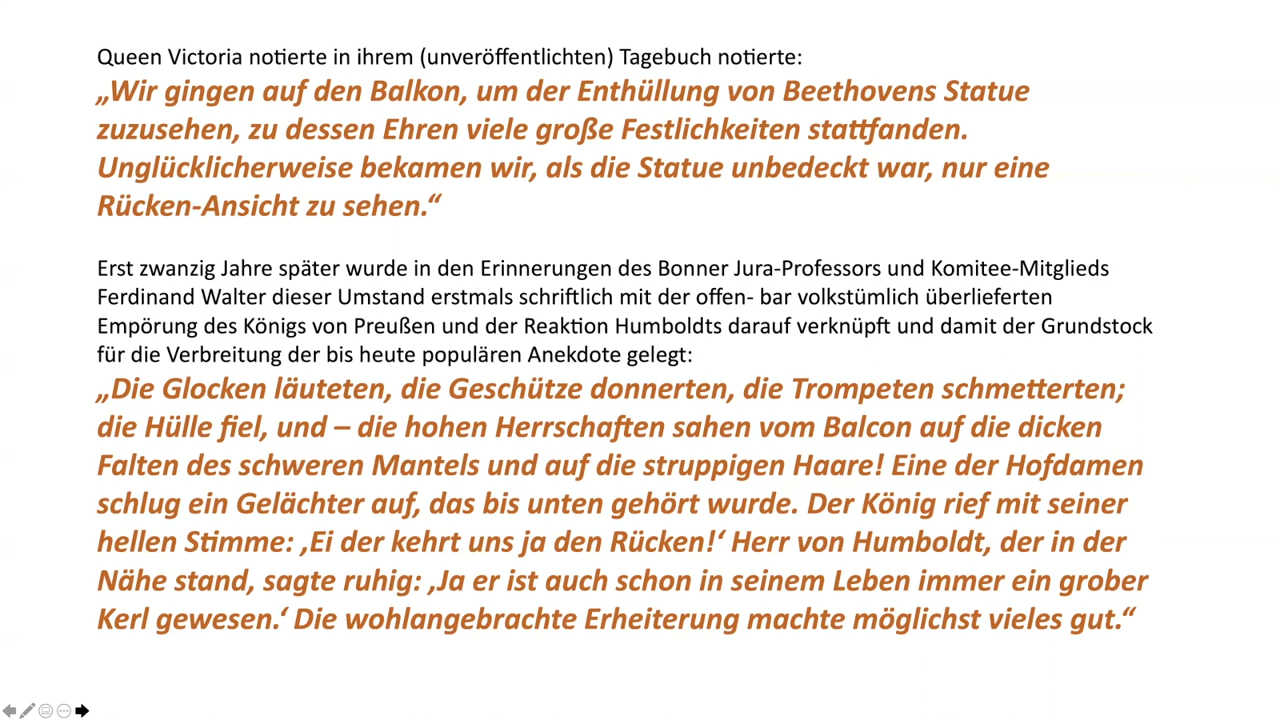 Queen Victoria notierte in ihrem (unveröffentlichten) Tagebuch notierte:
„Wir gingen auf den Balkon, um der Enthüllung von Beethovens Statue
zuzusehen, zu dessen Ehren viele große Festlichkeiten stattfanden.
Unglücklicherweise bekamen wir, als die Statue unbedeckt war, nur eine
Rücken-Ansicht zu sehen.“
Erst zwanzig Jahre später wurde in den Erinnerungen des Bonner Jura-Professors und Komitee-Mitglieds
Ferdinand Walter dieser Umstand erstmals schriftlich mit der offen- bar volkstümlich überlieferten
Empörung des Königs von Preußen und der Reaktion Humboldts darauf verknüpft und damit der Grundstock
für die Verbreitung der bis heute populären Anekdote gelegt:
„Die Glocken läuteten, die Geschütze donnerten, die Trompeten schmetterten;
die Hülle fiel, und – die hohen Herrschaften sahen vom Balcon auf die dicken
Falten des schweren Mantels und auf die struppigen Haare! Eine der Hofdamen
schlug ein Gelächter auf, das bis unten gehört wurde. Der König rief mit seiner
hellen Stimme: ‚Ei der kehrt uns ja den Rücken!‘ Herr von Humboldt, der in der
Nähe stand, sagte ruhig: ‚Ja er ist auch schon in seinem Leben immer ein grober
Kerl gewesen.‘ Die wohlangebrachte Erheiterung machte möglichst vieles gut.“